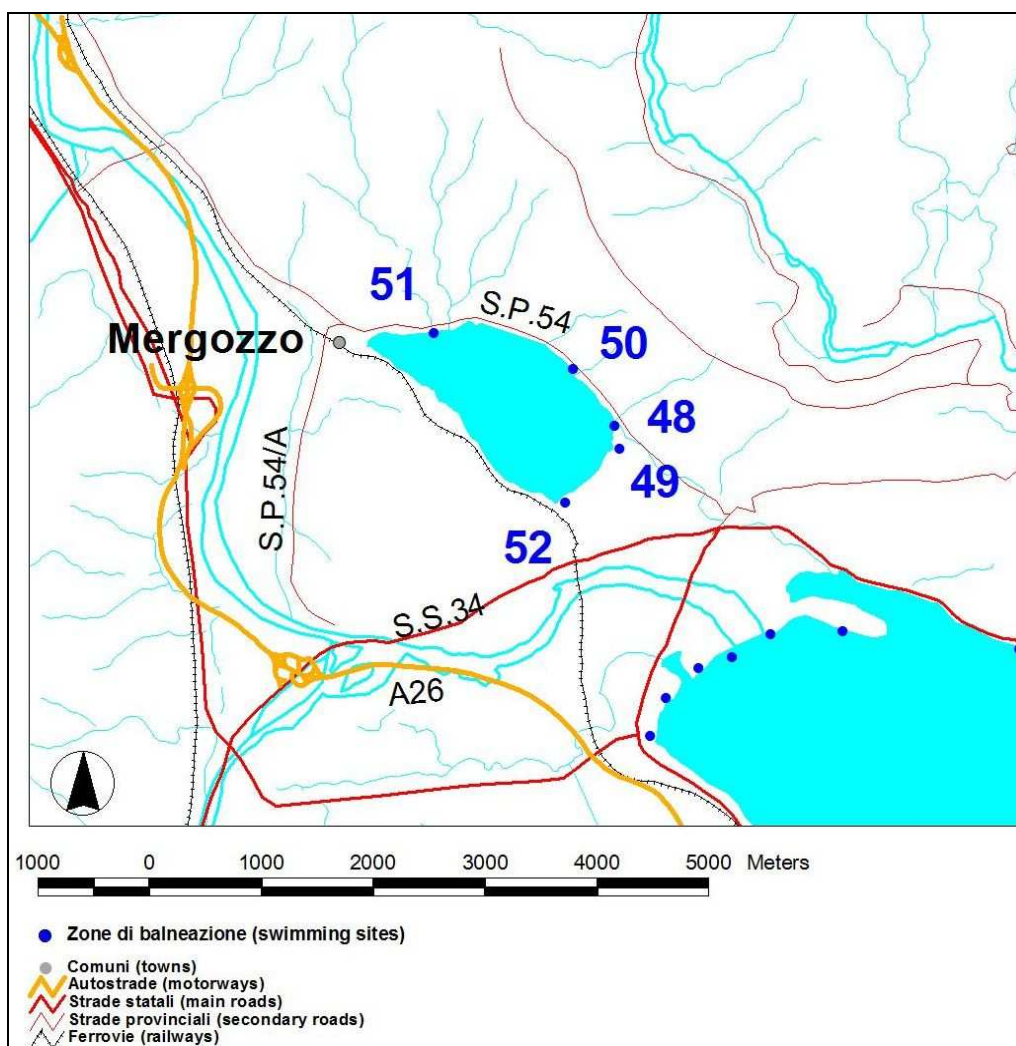 51
S.P.54
Mergozzo
50
48
S.P.54/A
49
52
S.S.34
A26
1000 0 1000 2000 3000 4000 5000 Meters
Zone di balneazione (swimming sites)
Comuni (towns)
Autostrade (motorways)
Strade statali (main roads)
Strade provinciali (secondary roads)
Ferrovie (railways)